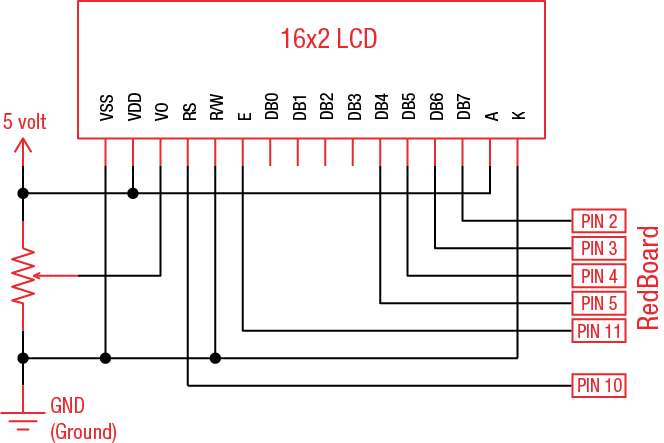 16x2 LCD
VSS
VDD
VO
RS
R/W
E
DB0
DB1
DB2
DB3
DB4
DB5
DB6
DB7
A
K
5 volt
PIN 2
PIN 3
PIN 4
PIN 5
PIN 11
PIN 10
RedBoard
GND
(Ground)